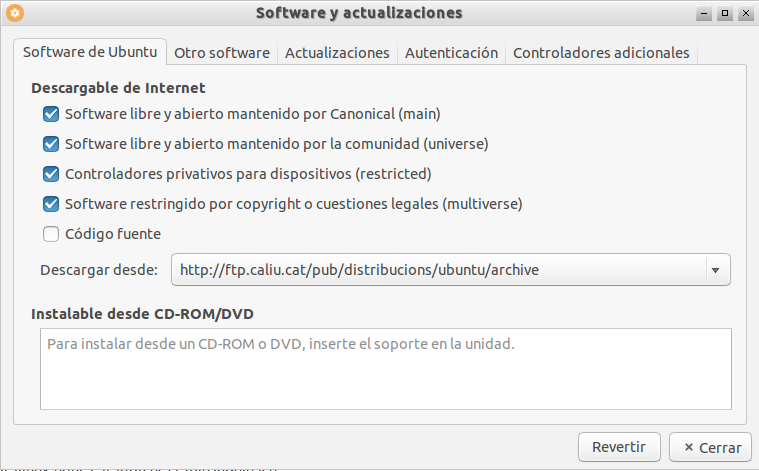 Software y actualizaciones
Software de Ubuntu Otro software Actualizaciones Autenticación Controladores adicionales
Descargable de Internet
Software libre y abierto mantenido por Canonical (main)
Software libre y abierto mantenido por la comunidad (universe)
Controladores privativos para dispositivos (restricted)
Software restringido por copyright o cuestiones legales (multiverse)
Código fuente
Descargar desde: http://ftp.caliu.cat/pub/distribucions/ubuntu/archive
Instalable desde CD-ROM/DVD
Para instalar desde un CD-ROM o DVD, inserte el soporte en la unidad.
Revertir Cerrar